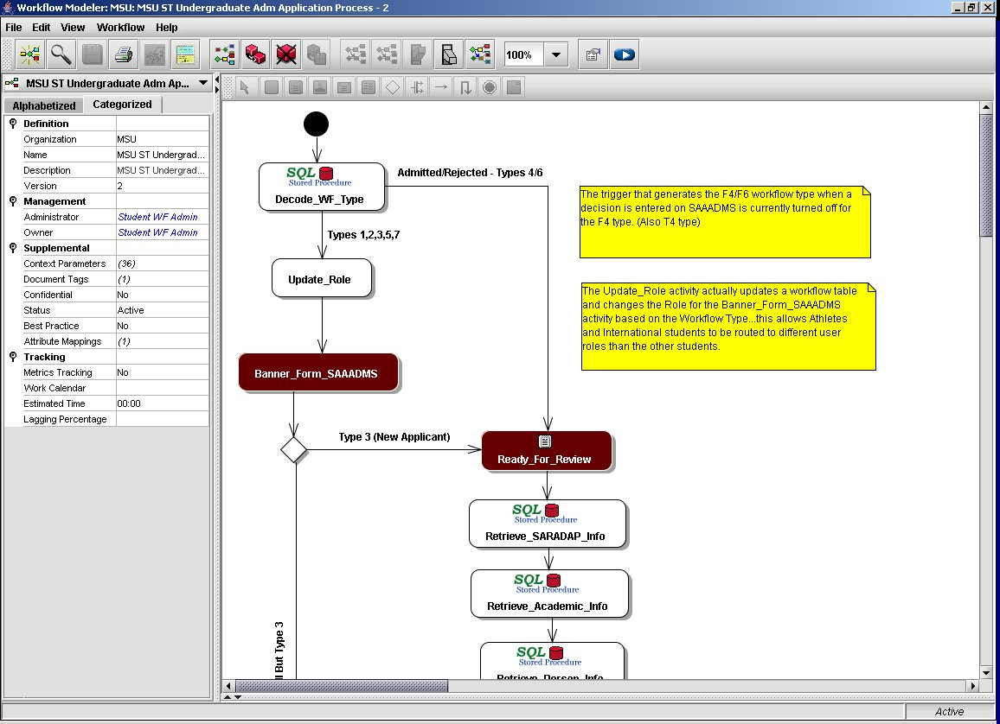 Workflow Modeler: MSU: MSU ST Undergraduate Adm Application Process - 2
File Edit View Workflow Help
100%
MSU ST Undergraduate Adm Ap...
Alphabetized Categorized
Definition
Organization MSU
Name MSU ST Undergrad...
Description MSU ST Undergrad...
Version 2
Management
Administrator Student WF Admin
Owner Student WF Admin
Supplemental
Context Parameters (36)
Document Tags (1)
Confidential No
Status Active
Best Practice No
Attribute Mappings (1)
Tracking
Metrics Tracking No
Work Calendar
Estimated Time 00:00
Lagging Percentage
SQL
Stored Procedure
Decode_WF_Type
Admitted/Rejected - Types 4/6
Types 1,2,3,5,7
Update_Role
Banner_Form_SAAADMS
Type 3 (New Applicant)
Ready_For_Review
SQL
Stored Procedure
Retrieve_SARADAP_Info
SQL
Stored Procedure
Retrieve_Academic_Info
SQL
Stored Procedure
Retrieve_Person_Info
ll But Type 3
The trigger that generates the F4/F6 workflow type when a
decision is entered on SAAADMS is currently turned off for
the F4 type. (Also T4 type)
The Update_Role activity actually updates a workflow table
and changes the Role for the Banner_Form_SAAADMS
activity based on the Workflow Type...this allows Athletes
and International students to be routed to different user
roles than the other students.
Active